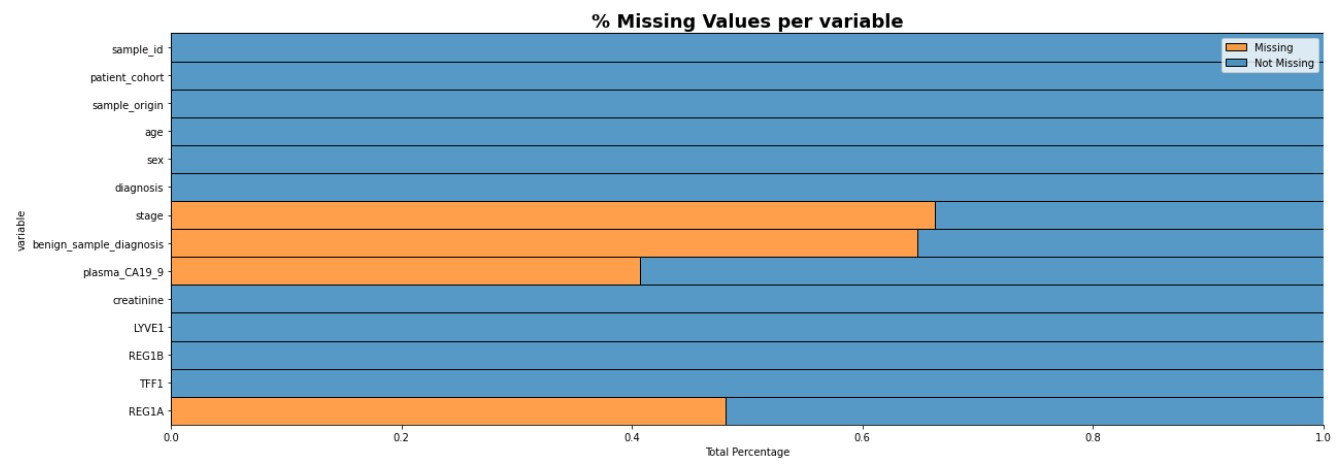 % Missing Values per variable
Missing
Not Missing
variable
sample_id
patient_cohort
sample_origin
age
sex
diagnosis
stage
benign_sample_diagnosis
plasma_CA19_9
creatinine
LYVE1
REG1B
TFF1
REG1A
0.0 0.2 0.4 0.6 0.8 1.0
Total Percentage